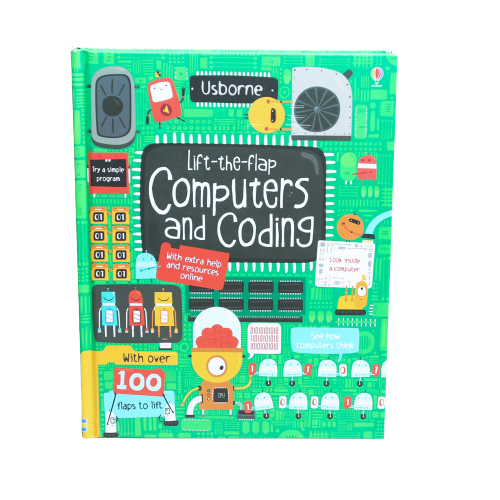 Usborne
Lift-the-flap
Computers
and Coding
Try a simple
program
01 01
01 01
01 01
01 01
With extra help
and resources
online
Look inside
a computer
See how
computers think
With over
100
flaps to lift
CPU